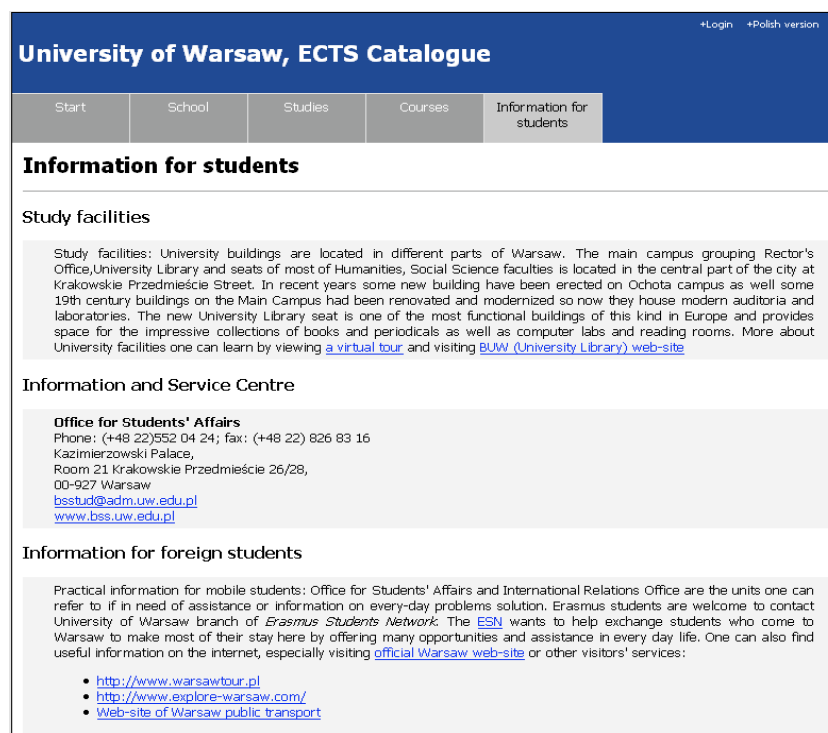 +Login +Polish version
University of Warsaw, ECTS Catalogue
Start School Studies Courses Information for
students
Information for students
Study facilities
Study facilities: University buildings are located in different parts of Warsaw. The main campus grouping Rector's
Office,University Library and seats of most of Humanities, Social Science faculties is located in the central part of the city at
Krakowskie Przedmieście Street. In recent years some new building have been erected on Ochota campus as well some
19th century buildings on the Main Campus had been renovated and modernized so now they house modern auditoria and
laboratories. The new University Library seat is one of the most functional buildings of this kind in Europe and provides
space for the impressive collections of books and periodicals as well as computer labs and reading rooms. More about
University facilities one can learn by viewing a virtual tour and visiting BUW (University Library) web-site
Information and Service Centre
Office for Students' Affairs
Phone: (+48 22)552 04 24; fax: (+48 22) 826 83 16
Kazimierzowski Palace,
Room 21 Krakowskie Przedmieście 26/28,
00-927 Warsaw
bsstud@adm.uw.edu.pl
www.bss.uw.edu.pl
Information for foreign students
Practical information for mobile students: Office for Students' Affairs and International Relations Office are the units one can
refer to if in need of assistance or information on every-day problems solution. Erasmus students are welcome to contact
University of Warsaw branch of Erasmus Students Network. The ESN wants to help exchange students who come to
Warsaw to make most of their stay here by offering many opportunities and assistance in every day life. One can also find
useful information on the internet, especially visiting official Warsaw web-site or other visitors' services:
• http://www.warsawtour.pl
• http://www.explore-warsaw.com/
• Web-site of Warsaw public transport